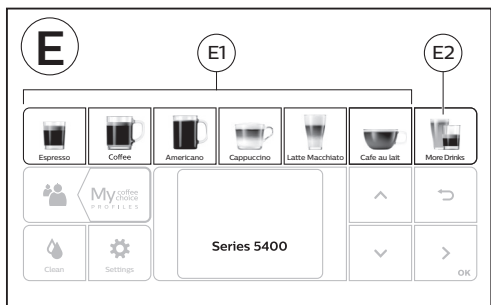 E
E1
E2
Espresso
Coffee
Americano
Cappuccino
Latte Macchiato
Cafe au lait
More Drinks
My coffee
choice
PROFILES
Series 5400
Clean
Settings
OK